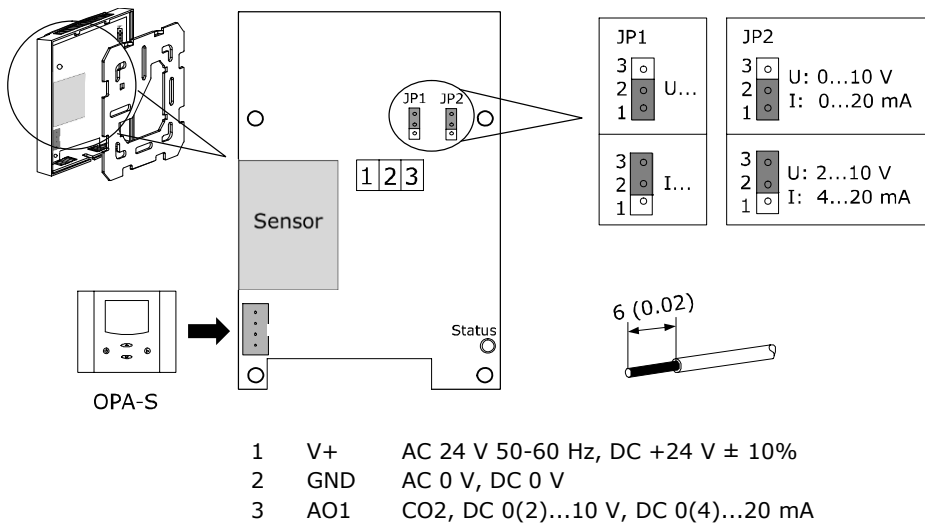 JP1 JP2
3
2
1
U...
3
2
1
U: 0...10 V
I: 0...20 mA
3
2
1
I...
3
2
1
U: 2...10 V
I: 4...20 mA
JP1 JP2
1 2 3
Sensor
Status
OPA-S
6 (0.02)
1 V+ AC 24 V 50-60 Hz, DC +24 V ± 10%
2 GND AC 0 V, DC 0 V
3 AO1 CO2, DC 0(2)...10 V, DC 0(4)...20 mA